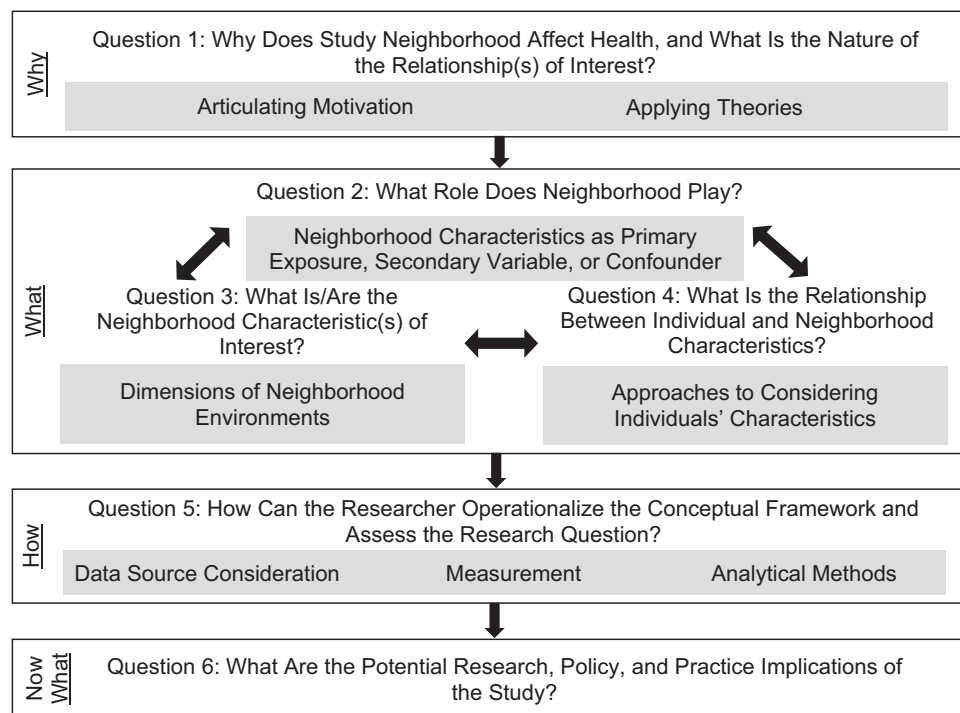 Why
Question 1: Why Does Study Neighborhood Affect Health, and What Is the Nature of
the Relationship(s) of Interest?
Articulating Motivation
Applying Theories
What
Question 2: What Role Does Neighborhood Play?
Neighborhood Characteristics as Primary
Exposure, Secondary Variable, or Confounder
Question 3: What Is/Are the
Neighborhood Characteristic(s) of
Interest?
Dimensions of Neighborhood
Environments
Question 4: What Is the Relationship
Between Individual and Neighborhood
Characteristics?
Approaches to Considering
Individuals’ Characteristics
How
Question 5: How Can the Researcher Operationalize the Conceptual Framework and
Assess the Research Question?
Data Source Consideration
Measurement
Analytical Methods
Now
What
Question 6: What Are the Potential Research, Policy, and Practice Implications of
the Study?